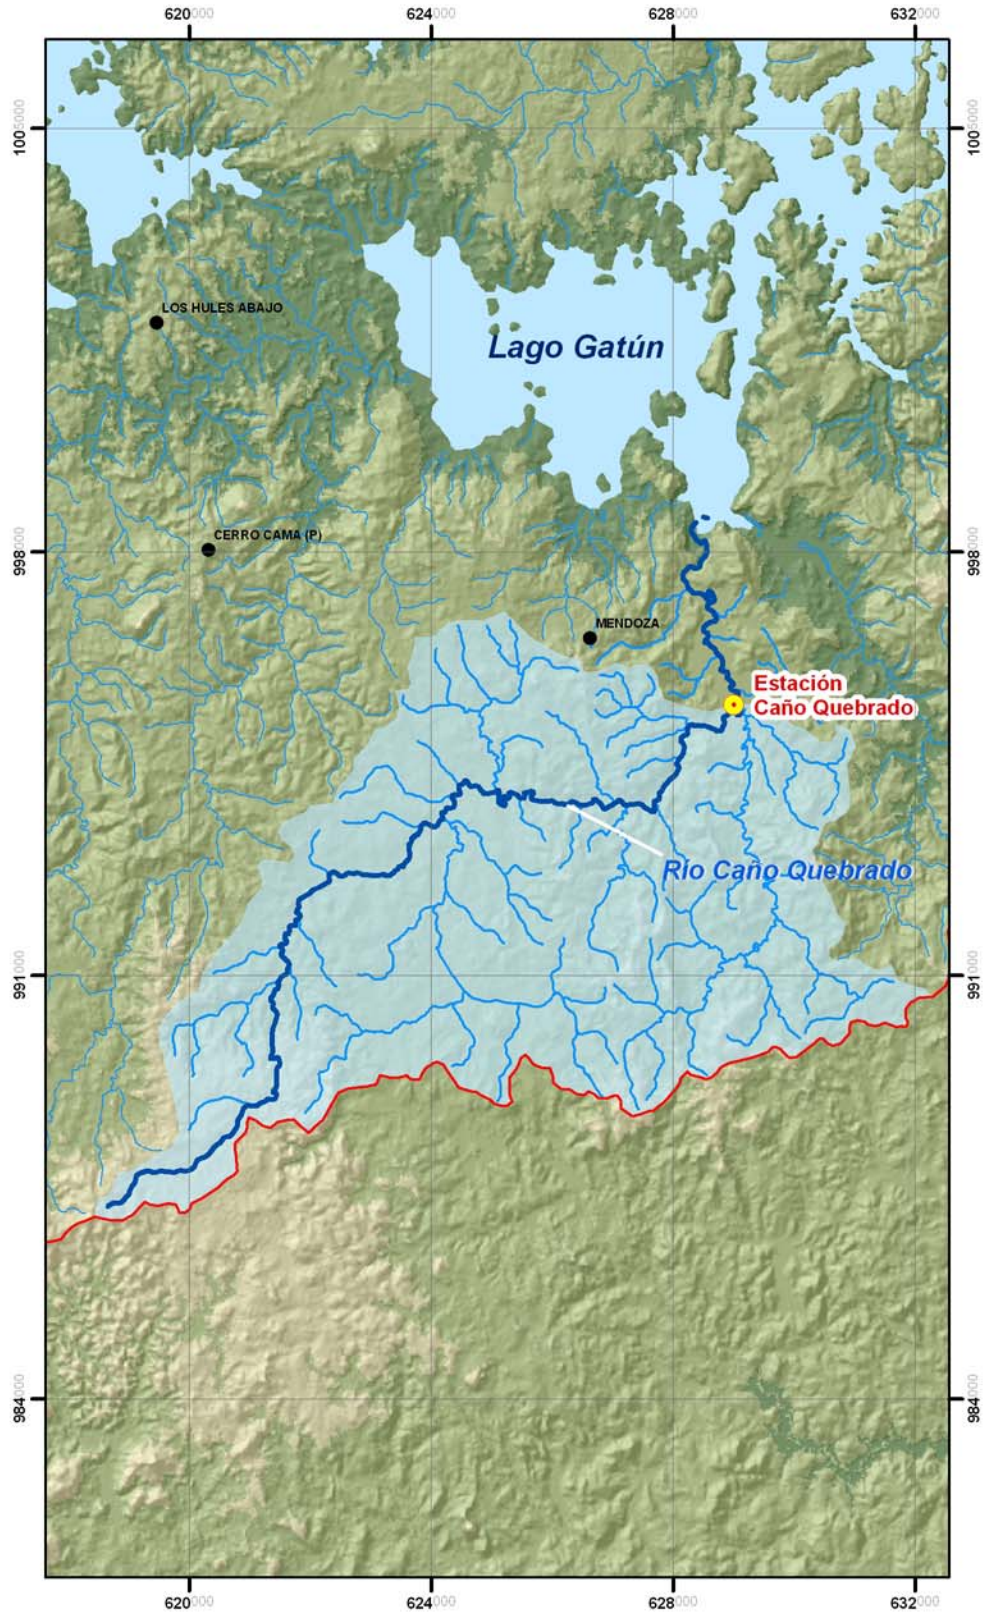 620000 624000 628000 632000
1005000 1005000
LOS HULES ABAJO
Lago Gatún
CERRO CAMA (P)
998000 998000
MENDOZA
Estación
Caño Quebrado
Río Caño Quebrado
991000 991000
984000 984000
620000 624000 628000 632000